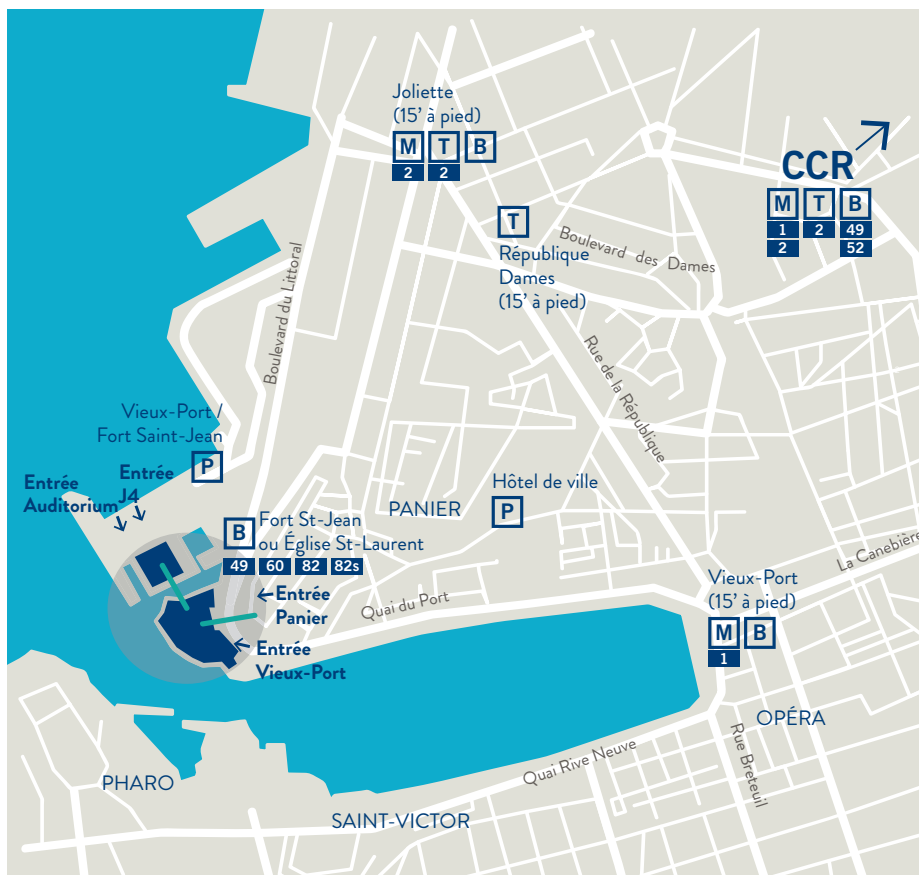 Joliette
(15’ à pied)
M T B
2 2
CCR
M T B
1 2 49
2 52
T
République
Dames
(15’ à pied)
Boulevard des Dames
Boulevard du Littoral
Rue de la République
Vieux-Port /
Fort Saint-Jean
P
Entrée
Auditorium
Entrée
J4
Hôtel de ville
P
PANIER
B
Fort St-Jean
ou Église St-Laurent
49 60 82 82s
Entrée
Panier
Entrée
Vieux-Port
Quai du Port
La Canebière
Vieux-Port
(15’ à pied)
M B
1
OPÉRA
Rue Breteuil
Quai Rive Neuve
PHARO
SAINT-VICTOR